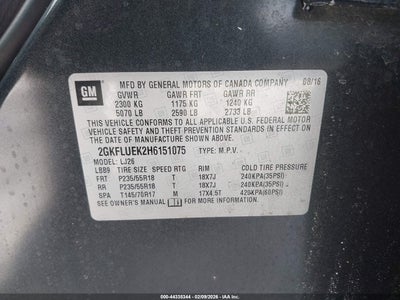 GM
MFD BY GENERAL MOTORS OF CANADA COMPANY 09/16
GVWR GAWR FRT GAWR RR
2300 KG 1175 KG 1240 KG
5070 LB 2590 LB 2733 LB
THIS VEHICLE CONFORMS TO ALL APPLICABLE U.S. FEDERAL MOTOR
VEHICLE SAFETY AND THEFT PREVENTION STANDARDS IN EFFECT ON THE
DATE OF MANUFACTURE SHOWN ABOVE.
2GKFLUEK2H6151075 TYPE: M.P.V.
MODEL: LJ26
LBB9 TIRE SIZE SPEED RTG RIM COLD TIRE PRESSURE
FRT P235/55R18 T 18X7J 240KPA(35PSI)
RR P235/55R18 T 18X7J 240KPA(35PSI)
SPA T145/70R17 M 17X4.5T 420KPA(60PSI)
SEE OWNER'S MANUAL FOR MORE INFORMATION.
STOCK: 44338344 - 02/09/2026 - IAA